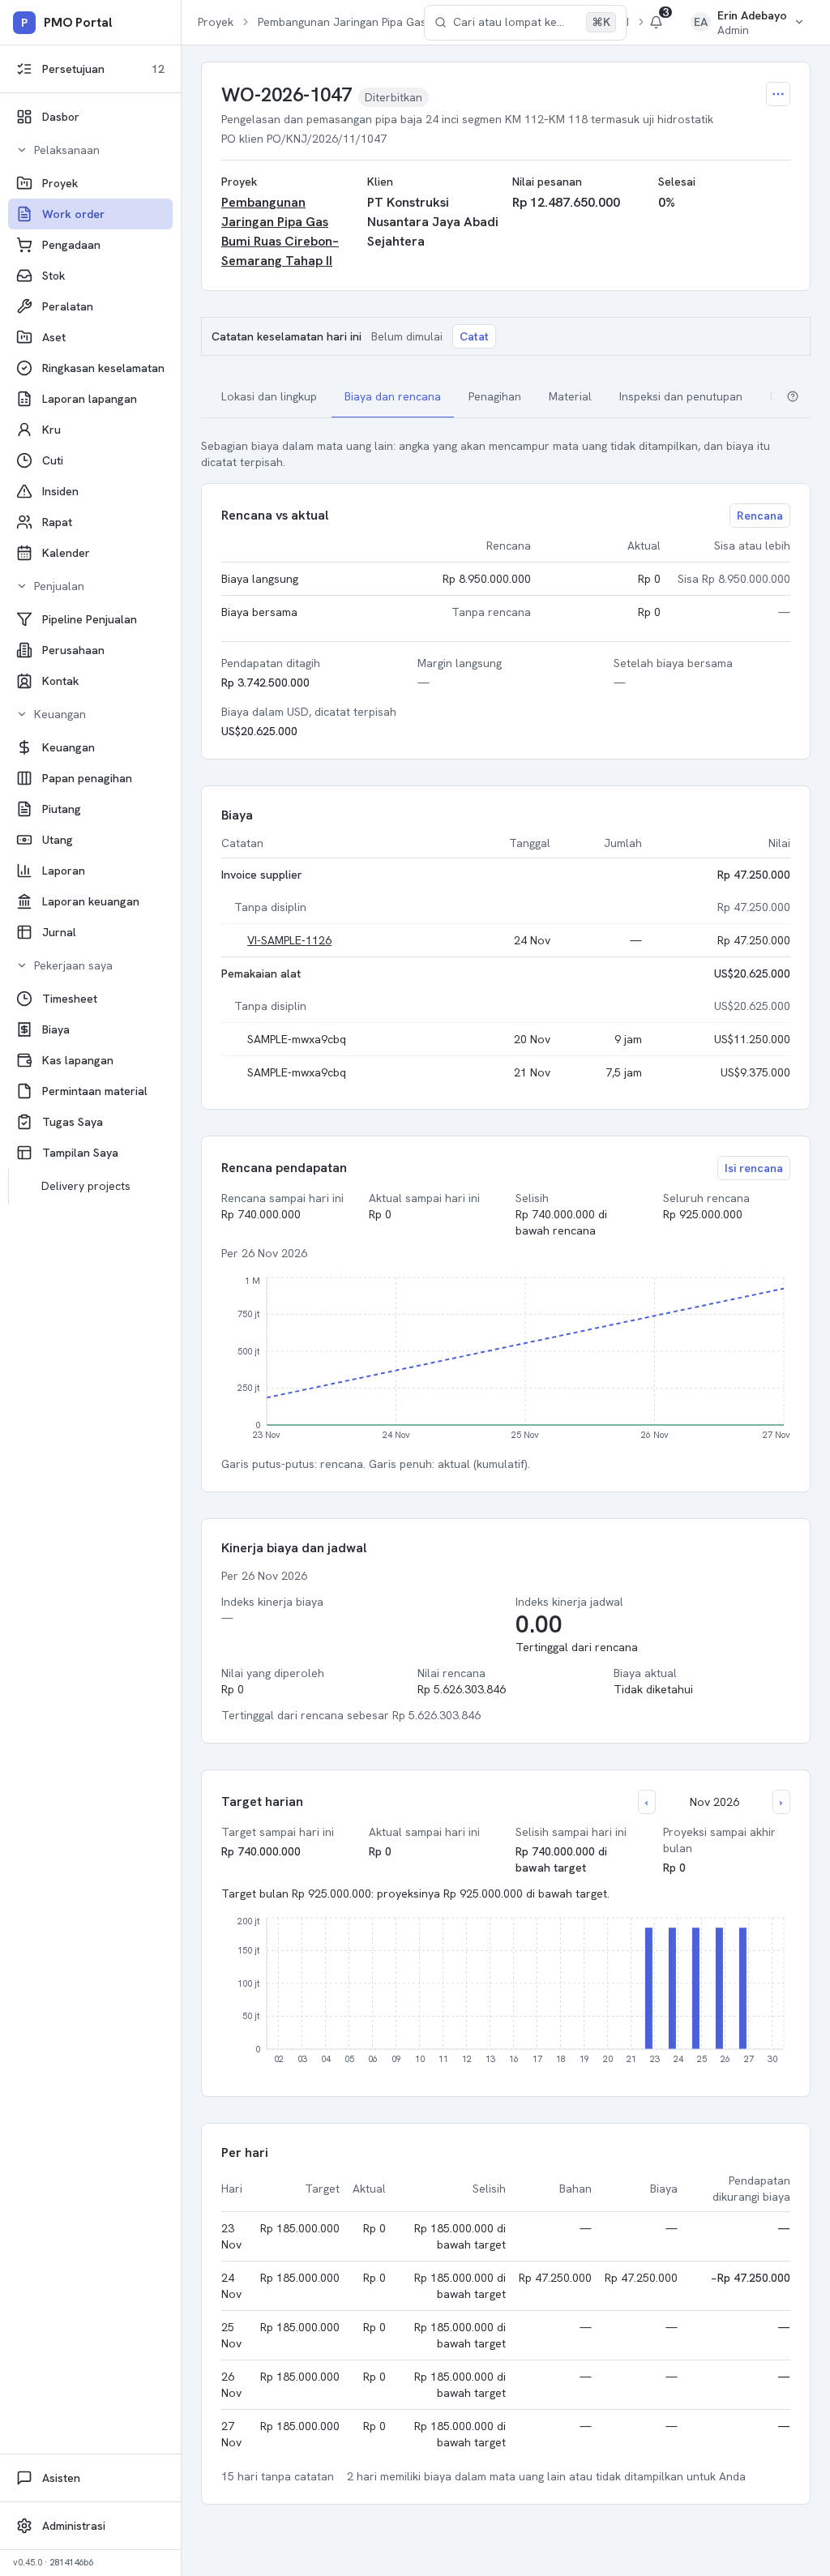 P PMO Portal
Proyek > Pembangunan Jaringan Pipa Gas
Cari atau lompat ke... ⌘K
3
EA
Erin Adebayo
Admin
Persetujuan 12
Dasbor
Pelaksanaan
Proyek
Work order
Pengadaan
Stok
Peralatan
Aset
Ringkasan keselamatan
Laporan lapangan
Kru
Cuti
Insiden
Rapat
Kalender
Penjualan
Pipeline Penjualan
Perusahaan
Kontak
Keuangan
Keuangan
Papan penagihan
Piutang
Utang
Laporan
Laporan keuangan
Jurnal
Pekerjaan saya
Timesheet
Biaya
Kas lapangan
Permintaan material
Tugas Saya
Tampilan Saya
Delivery projects
Asisten
Administrasi
v0.45.0 · 2814146b6
WO-2026-1047 Diterbitkan
Pengelasan dan pemasangan pipa baja 24 inci segmen KM 112–KM 118 termasuk uji hidrostatik
PO klien PO/KNJ/2026/11/1047
Proyek
Pembangunan
Jaringan Pipa Gas
Bumi Ruas Cirebon–
Semarang Tahap II
Klien
PT Konstruksi
Nusantara Jaya Abadi
Sejahtera
Nilai pesanan
Rp 12.487.650.000
Selesai
0%
Catatan keselamatan hari ini Belum dimulai Catat
Lokasi dan lingkup Biaya dan rencana Penagihan Material Inspeksi dan penutupan
Sebagian biaya dalam mata uang lain: angka yang akan mencampur mata uang tidak ditampilkan, dan biaya itu
dicatat terpisah.
Rencana vs aktual Rencana
Rencana Aktual Sisa atau lebih
Biaya langsung Rp 8.950.000.000 Rp 0 Sisa Rp 8.950.000.000
Biaya bersama Tanpa rencana Rp 0 —
Pendapatan ditagih Margin langsung Setelah biaya bersama
Rp 3.742.500.000 — —
Biaya dalam USD, dicatat terpisah
US$20.625.000
Biaya
Catatan Tanggal Jumlah Nilai
Invoice supplier Rp 47.250.000
Tanpa disiplin Rp 47.250.000
VI-SAMPLE-1126 24 Nov — Rp 47.250.000
Pemakaian alat US$20.625.000
Tanpa disiplin US$20.625.000
SAMPLE-mwxa9cbq 20 Nov 9 jam US$11.250.000
SAMPLE-mwxa9cbq 21 Nov 7,5 jam US$9.375.000
Rencana pendapatan Isi rencana
Rencana sampai hari ini Aktual sampai hari ini Selisih Seluruh rencana
Rp 740.000.000 Rp 0 Rp 740.000.000 di Rp 925.000.000
bawah rencana
Per 26 Nov 2026
1 M
750 jt
500 jt
250 jt
0
23 Nov 24 Nov 25 Nov 26 Nov 27 Nov
Garis putus-putus: rencana. Garis penuh: aktual (kumulatif).
Kinerja biaya dan jadwal
Per 26 Nov 2026
Indeks kinerja biaya Indeks kinerja jadwal
— 0.00
Tertinggal dari rencana
Nilai yang diperoleh Nilai rencana Biaya aktual
Rp 0 Rp 5.626.303.846 Tidak diketahui
Tertinggal dari rencana sebesar Rp 5.626.303.846
Target harian ‹ Nov 2026 ›
Target sampai hari ini Aktual sampai hari ini Selisih sampai hari ini Proyeksi sampai akhir
bulan
Rp 740.000.000 Rp 0 Rp 740.000.000 di
bawah target Rp 0
Target bulan Rp 925.000.000: proyeksinya Rp 925.000.000 di bawah target.
200 jt
150 jt
100 jt
50 jt
0
02 03 04 05 06 09 10 11 12 13 16 17 18 19 20 21 23 24 25 26 27 30
Per hari
Hari Target Aktual Selisih Bahan Biaya Pendapatan
dikurangi biaya
23 Rp 185.000.000 Rp 0 Rp 185.000.000 di — — —
Nov bawah target
24 Rp 185.000.000 Rp 0 Rp 185.000.000 di Rp 47.250.000 Rp 47.250.000 −Rp 47.250.000
Nov bawah target
25 Rp 185.000.000 Rp 0 Rp 185.000.000 di — — —
Nov bawah target
26 Rp 185.000.000 Rp 0 Rp 185.000.000 di — — —
Nov bawah target
27 Rp 185.000.000 Rp 0 Rp 185.000.000 di — — —
Nov bawah target
15 hari tanpa catatan 2 hari memiliki biaya dalam mata uang lain atau tidak ditampilkan untuk Anda